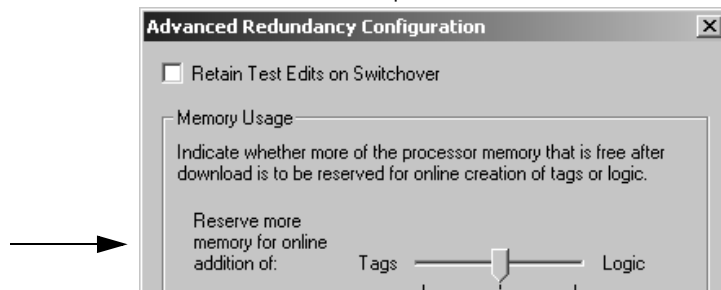 Advanced Redundancy Configuration
Retain Test Edits on Switchover
Memory Usage
Indicate whether more of the processor memory that is free after
download is to be reserved for online creation of tags or logic.
Reserve more
memory for online
addition of:
Tags
Logic